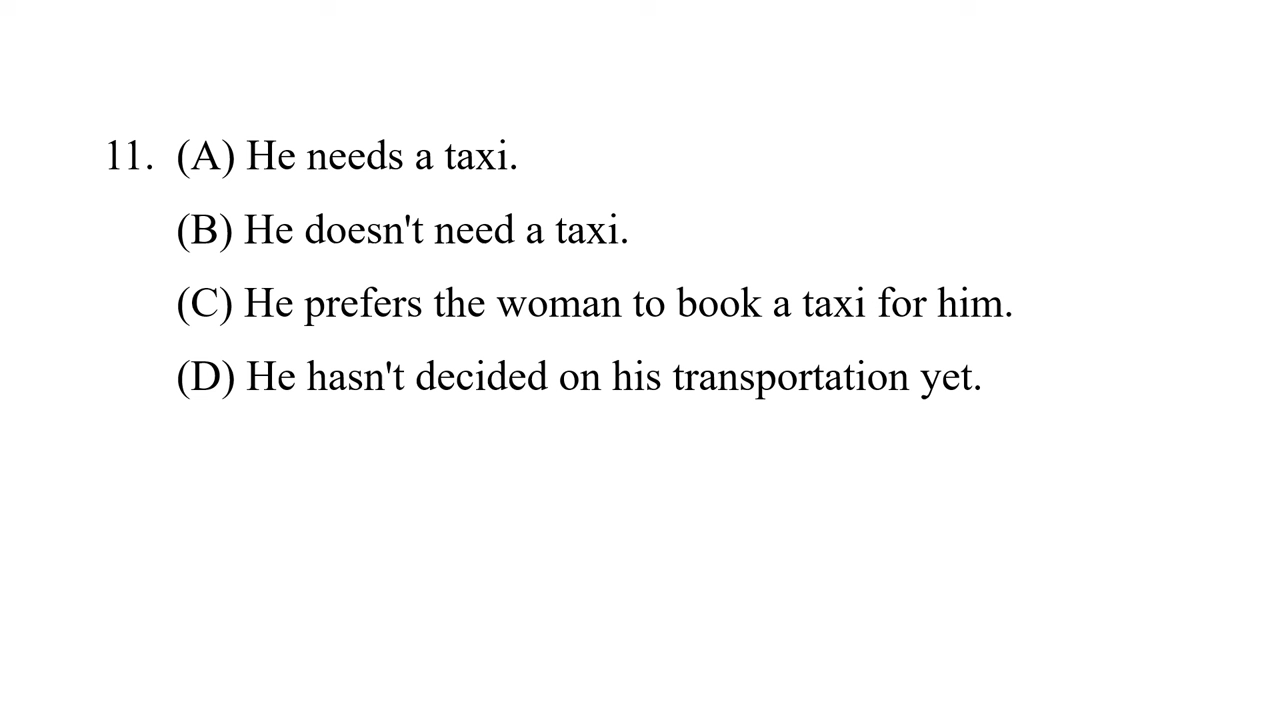 11. (A) He needs a taxi.
(B) He doesn't need a taxi.
(C) He prefers the woman to book a taxi for him.
(D) He hasn't decided on his transportation yet.